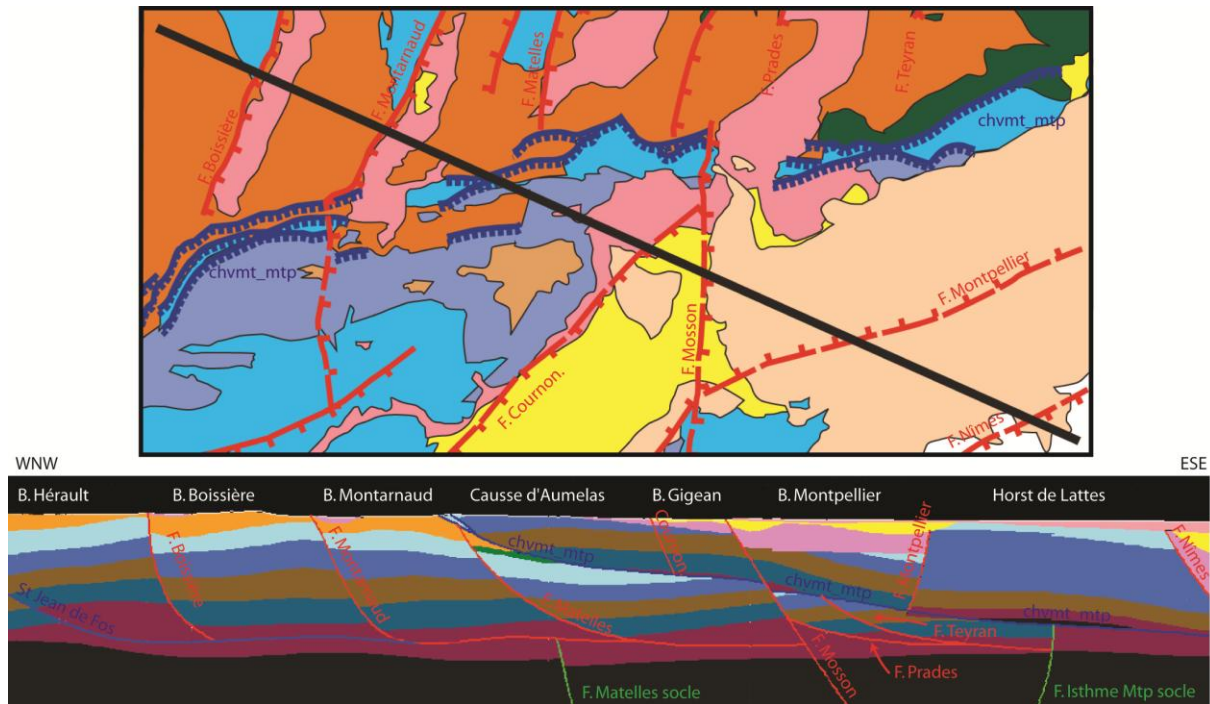 F. Boissière
F. Montarnaud
F. Matelles
F. Prades
F. Teyran
chvmt_mtp
chvmt_mtp
F. Montpellier
F. Mosson
F. Cournon.
F. Nîmes
WNW
ESE
B. Hérault
B. Boissière
B. Montarnaud
Causse d'Aumelas
B. Gigean
B. Montpellier
Horst de Lattes
St Jean de Fos
F. Boissière
F. Montarnaud
F. Matelles
chvmt_mtp
Cournon
chvmt_mtp
F. Montpellier
chvmt_mtp
F. Nîmes
F. Teyran
F. Prades
F. Mosson
F. Matelles socle
F. Isthme Mtp socle